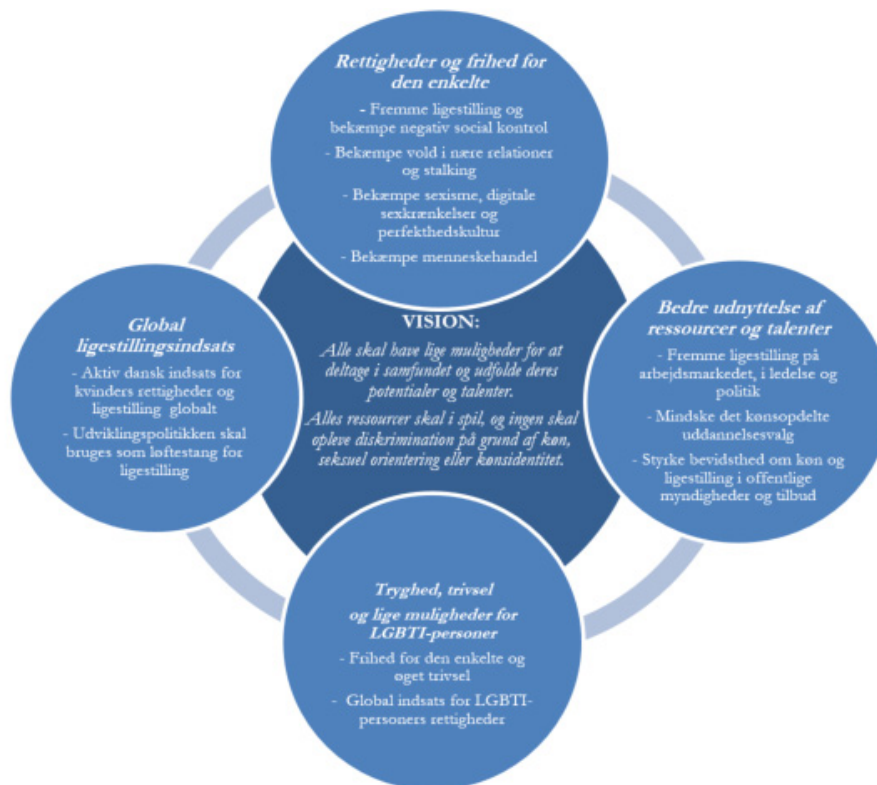 Rettigheder og frihed for
den enkelte
- Fremme ligestilling og
bekæmpe negativ social kontrol
- Bekæmpe vold i nære relationer
og stalking
- Bekæmpe sexisme, digitale
sexkrænkelser og
perfekthedskultur
- Bekæmpe menneskehandel
Bedre udnyttelse af
ressourcer og talenter
- Fremme ligestilling på
arbejdsmarkedet, i ledelse og
politik
- Mindske det kønsopdelte
uddannelsesvalg
- Styrke bevidsthed om køn og
ligestilling i offentlige
myndigheder og tilbud
Tryghed, trivsel
og lige muligheder for
LGBTI-personer
- Frihed for den enkelte og
øget trivsel
- Global indsats for LGBTI-
personers rettigheder
Global
ligestillingsindsats
- Aktiv dansk indsats for
kvinders rettigheder og
ligestilling globalt
- Udviklingspolitikken skal
bruges som løftestang for
ligestilling
VISION:
Alle skal have lige muligheder for at
deltage i samfundet og udfolde deres
potentialer og talenter.
Alles ressourcer skal i spil, og ingen skal
opleve diskrimination på grund af køn,
seksuel orientering eller kønsidentitet.